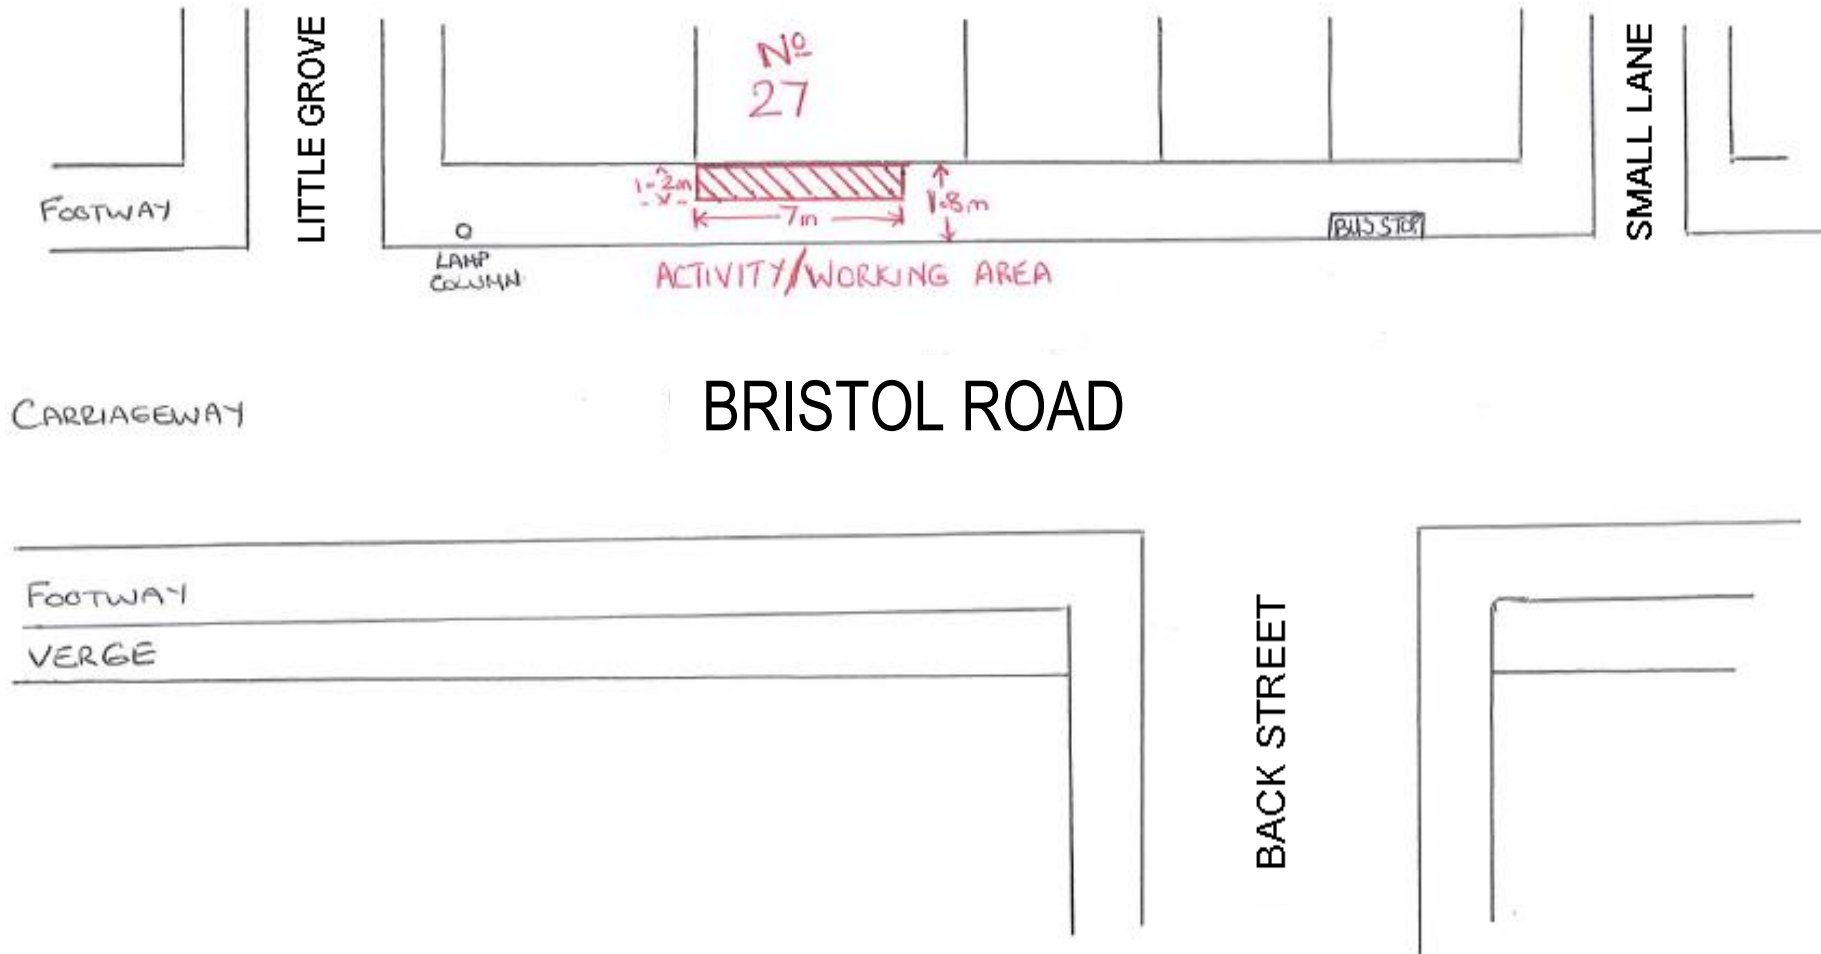 LITTLE GROVE
Nº
27
SMALL LANE
FOOTWAY
1.2m
7m
1.8m
BUS STOP
LAMP
COLUMN
ACTIVITY/WORKING AREA
CARRIAGEWAY
BRISTOL ROAD
FOOTWAY
VERGE
BACK STREET